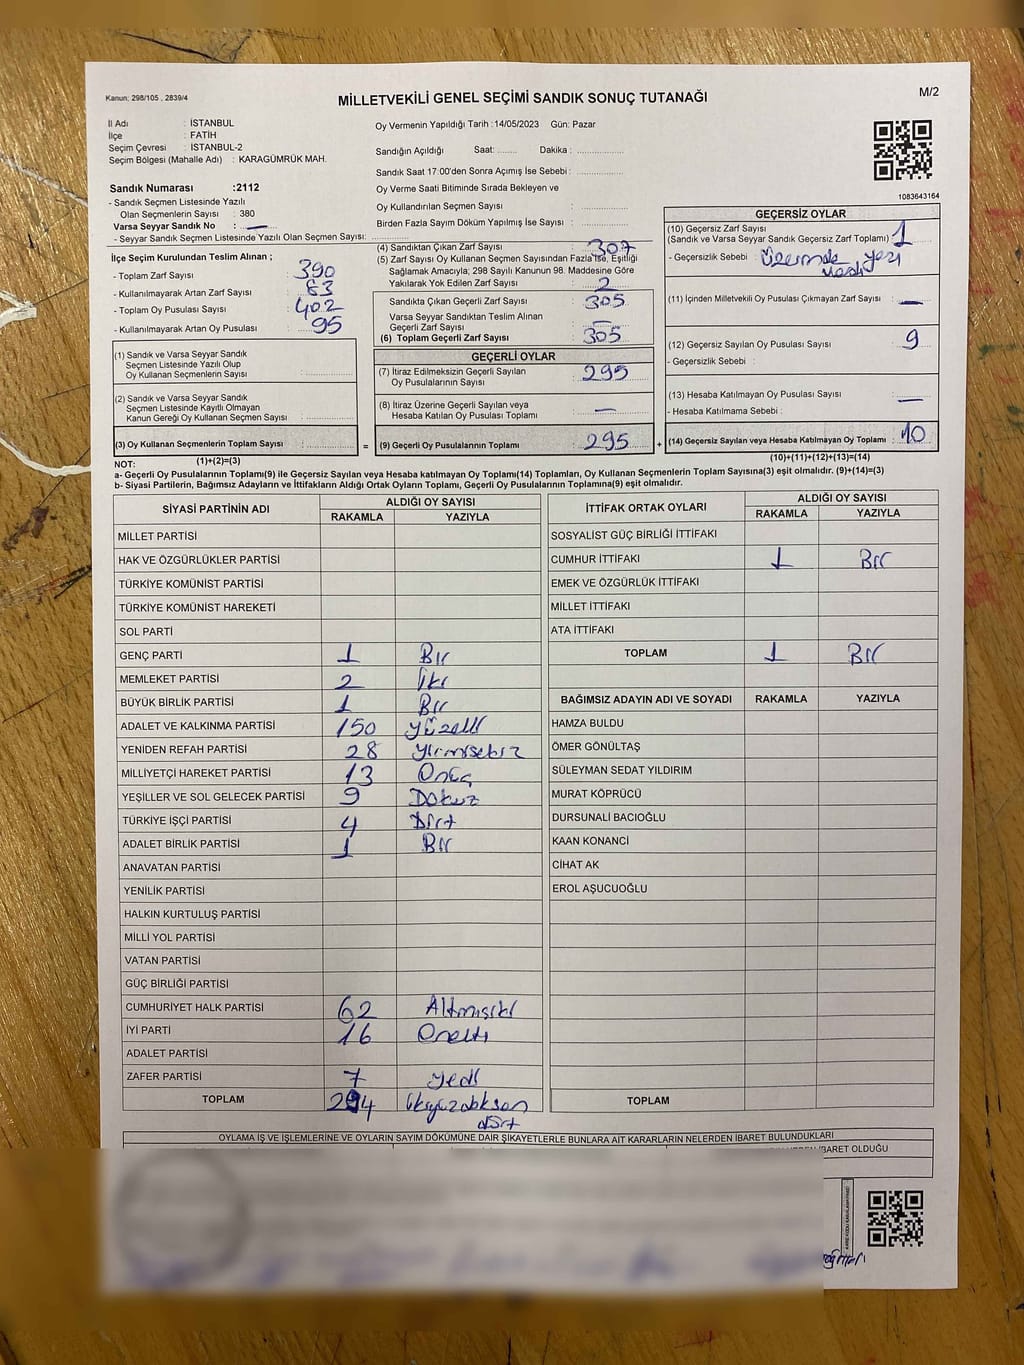 Kanun: 298/105 , 2839/4
MİLLETVEKİLİ GENEL SEÇİMİ SANDIK SONUÇ TUTANAĞI
M/2
İl Adı : İSTANBUL
İlçe : FATİH
Seçim Çevresi : İSTANBUL-2
Seçim Bölgesi (Mahalle Adı) : KARAGÜMRÜK MAH.
Sandık Numarası :2112
- Sandık Seçmen Listesinde Yazılı
Olan Seçmenlerin Sayısı : 380
Varsa Seyyar Sandık No : —
- Seyyar Sandık Seçmen Listesinde Yazılı Olan Seçmen Sayısı:
İlçe Seçim Kurulundan Teslim Alınan ;
- Toplam Zarf Sayısı : 390
- Kullanılmayarak Artan Zarf Sayısı : 83
- Toplam Oy Pusulası Sayısı : 402
- Kullanılmayarak Artan Oy Pusulası : 95
Oy Vermenin Yapıldığı Tarih :14/05/2023 Gün: Pazar
Sandığın Açıldığı Saat: ........ Dakika : ..................
Sandık Saat 17:00'den Sonra Açımış İse Sebebi : ..................
Oy Verme Saati Bitiminde Sırada Bekleyen ve
Oy Kullandırılan Seçmen Sayısı : ..................
Birden Fazla Sayım Döküm Yapılmış İse Sayısı : ..................
(4) Sandıktan Çıkan Zarf Sayısı : 307
(5) Zarf Sayısı Oy Kullanan Seçmen Sayısından Fazla İse, Eşitliği
Sağlamak Amacıyla; 298 Sayılı Kanunun 98. Maddesine Göre
Yakılarak Yok Edilen Zarf Sayısı : 2
Sandıkta Çıkan Geçerli Zarf Sayısı : 305
Varsa Seyyar Sandıktan Teslim Alınan
Geçerli Zarf Sayısı : —
(6) Toplam Geçerli Zarf Sayısı : 305
1083643164
GEÇERSİZ OYLAR
(10) Geçersiz Zarf Sayısı
(Sandık ve Varsa Seyyar Sandık Geçersiz Zarf Toplamı) : 1
- Geçersizlik Sebebi : Üzerinde yazı
(11) İçinden Milletvekili Oy Pusulası Çıkmayan Zarf Sayısı : —
(12) Geçersiz Sayılan Oy Pusulası Sayısı : 9
- Geçersizlik Sebebi :
(13) Hesaba Katılmayan Oy Pusulası Sayısı : —
- Hesaba Katılmama Sebebi :
(14) Geçersiz Sayılan veya Hesaba Katılmayan Oy Toplamı : 10
(10)+(11)+(12)+(13)=(14)
(1) Sandık ve Varsa Seyyar Sandık
Seçmen Listesinde Yazılı Olup
Oy Kullanan Seçmenlerin Sayısı :
(2) Sandık ve Varsa Seyyar Sandık
Seçmen Listesinde Kayıtlı Olmayan
Kanun Gereği Oy Kullanan Seçmen Sayısı :
(3) Oy Kullanan Seçmenlerin Toplam Sayısı : =
(1)+(2)=(3)
GEÇERLİ OYLAR
(7) İtiraz Edilmeksizin Geçerli Sayılan
Oy Pusulalarının Sayısı : 295
(8) İtiraz Üzerine Geçerli Sayılan veya
Hesaba Katılan Oy Pusulası Toplamı : —
(9) Geçerli Oy Pusulalarının Toplamı : 295 +
NOT:
a- Geçerli Oy Pusulalarının Toplamı(9) ile Geçersiz Sayılan veya Hesaba katılmayan Oy Toplamı(14) Toplamları, Oy Kullanan Seçmenlerin Toplam Sayısına(3) eşit olmalıdır. (9)+(14)=(3)
b- Siyasi Partilerin, Bağımsız Adayların ve İttifakların Aldığı Ortak Oyların Toplamı, Geçerli Oy Pusulalarının Toplamına(9) eşit olmalıdır.
SİYASİ PARTİNİN ADI ALDIĞI OY SAYISI
RAKAMLA YAZIYLA
MİLLET PARTİSİ
HAK VE ÖZGÜRLÜKLER PARTİSİ
TÜRKİYE KOMÜNİST PARTİSİ
TÜRKİYE KOMÜNİST HAREKETİ
SOL PARTİ
GENÇ PARTİ 1 Bir
MEMLEKET PARTİSİ 2 İki
BÜYÜK BİRLİK PARTİSİ 1 Bir
ADALET VE KALKINMA PARTİSİ 150 Yüzelli
YENİDEN REFAH PARTİSİ 28 Yirmisekiz
MİLLİYETÇİ HAREKET PARTİSİ 13 Onüç
YEŞİLLER VE SOL GELECEK PARTİSİ 9 Dokuz
TÜRKİYE İŞÇİ PARTİSİ 4 Dört
ADALET BİRLİK PARTİSİ 1 Bir
ANAVATAN PARTİSİ
YENİLİK PARTİSİ
HALKIN KURTULUŞ PARTİSİ
MİLLİ YOL PARTİSİ
VATAN PARTİSİ
GÜÇ BİRLİĞİ PARTİSİ
CUMHURİYET HALK PARTİSİ 62 Altmışiki
İYİ PARTİ 16 Onaltı
ADALET PARTİSİ
ZAFER PARTİSİ 7 Yedi
TOPLAM 294 ikiyüzdoksan
dört
İTTİFAK ORTAK OYLARI ALDIĞI OY SAYISI
RAKAMLA YAZIYLA
SOSYALİST GÜÇ BİRLİĞİ İTTİFAKI
CUMHUR İTTİFAKI 1 Bir
EMEK VE ÖZGÜRLÜK İTTİFAKI
MİLLET İTTİFAKI
ATA İTTİFAKI
TOPLAM 1 Bir
BAĞIMSIZ ADAYIN ADI VE SOYADI RAKAMLA YAZIYLA
HAMZA BULDU
ÖMER GÖNÜLTAŞ
SÜLEYMAN SEDAT YILDIRIM
MURAT KÖPRÜCÜ
DURSUNALİ BACIOĞLU
KAAN KONANCİ
CİHAT AK
EROL AŞUCUOĞLU
TOPLAM
OYLAMA İŞ VE İŞLEMLERİNE VE OYLARIN SAYIM DÖKÜMÜNE DAİR ŞİKAYETLERLE BUNLARA AİT KARARLARIN NELERDEN İBARET BULUNDUKLARI
İBARET OLDUĞU